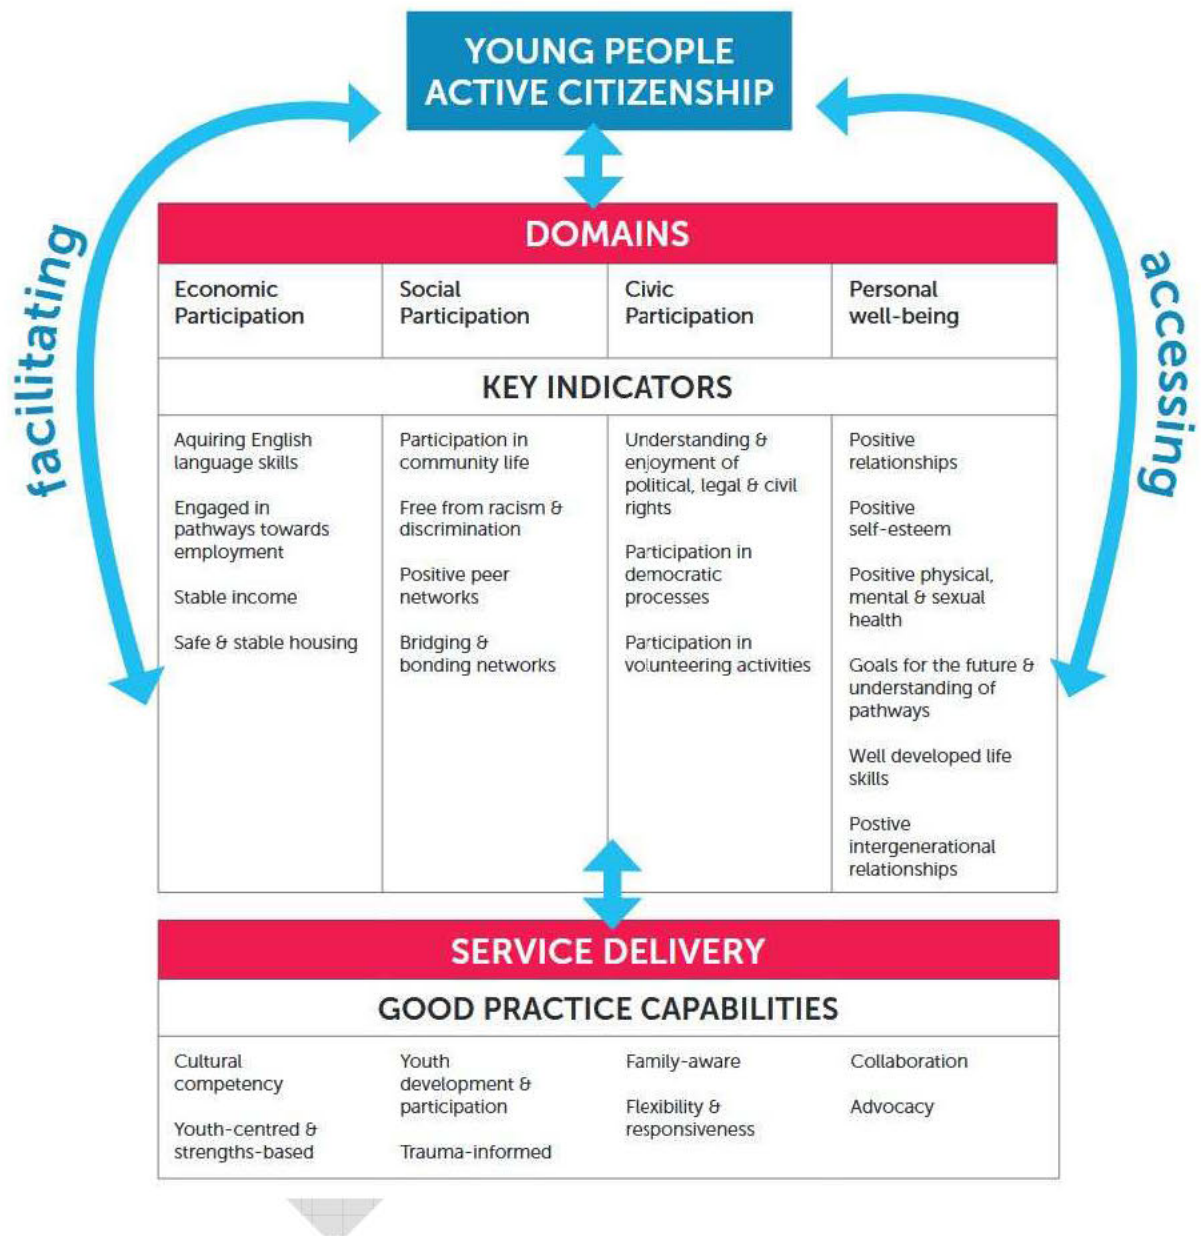 YOUNG PEOPLE
ACTIVE CITIZENSHIP
facilitating
accessing
DOMAINS
Economic
Participation
Social
Participation
Civic
Participation
Personal
well-being
KEY INDICATORS
Aquiring English
language skills
Engaged in
pathways towards
employment
Stable income
Safe & stable housing
Participation in
community life
Free from racism &
discrimination
Positive peer
networks
Bridging &
bonding networks
Understanding &
enjoyment of
political, legal & civil
rights
Participation in
democratic
processes
Participation in
volunteering activities
Positive
relationships
Positive
self-esteem
Positive physical,
mental & sexual
health
Goals for the future &
understanding of
pathways
Well developed life
skills
Postive
intergenerational
relationships
SERVICE DELIVERY
GOOD PRACTICE CAPABILITIES
Cultural
competency
Youth-centred &
strengths-based
Youth
development &
participation
Trauma-informed
Family-aware
Flexibility &
responsiveness
Collaboration
Advocacy